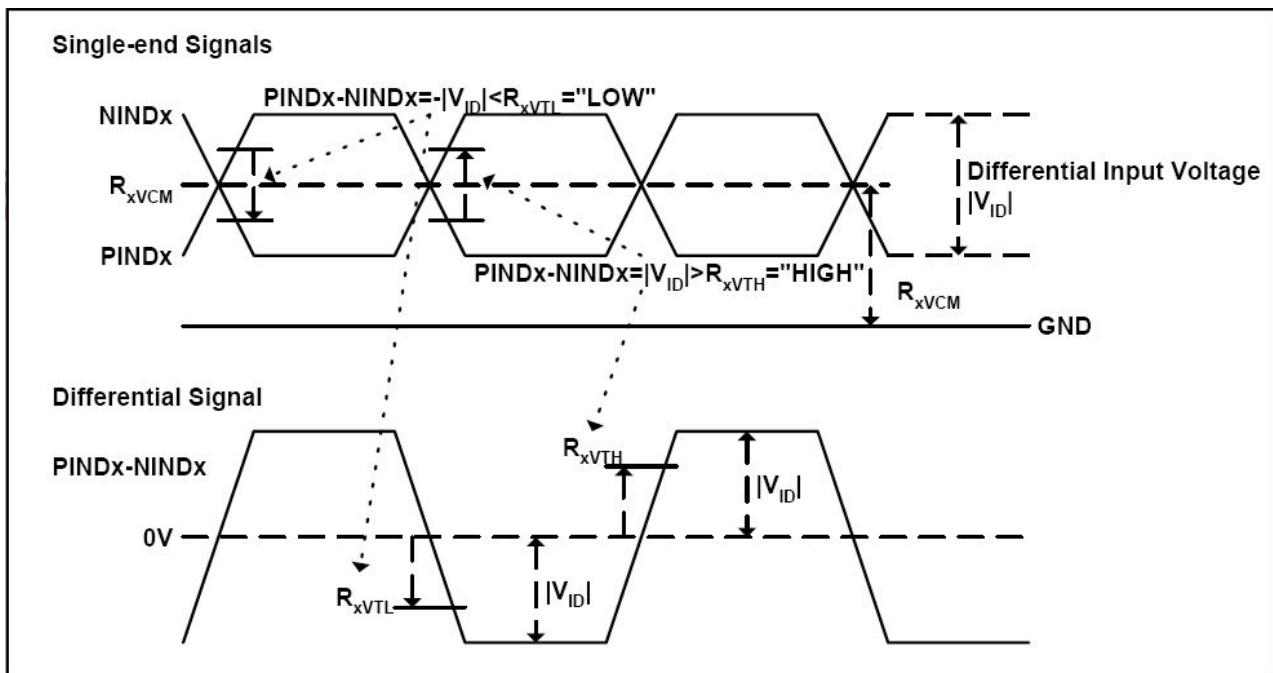 Single-end Signals
PINDx-NINDx=-|VID|<RxVTL="LOW"
NINDx
RxVCM
PINDx
Differential Input Voltage
|VID|
PINDx-NINDx=|VID|>RxVTH="HIGH"
RxVCM
GND
Differential Signal
PINDx-NINDx
RxVTH
|VID|
0V
RxVTL
|VID|